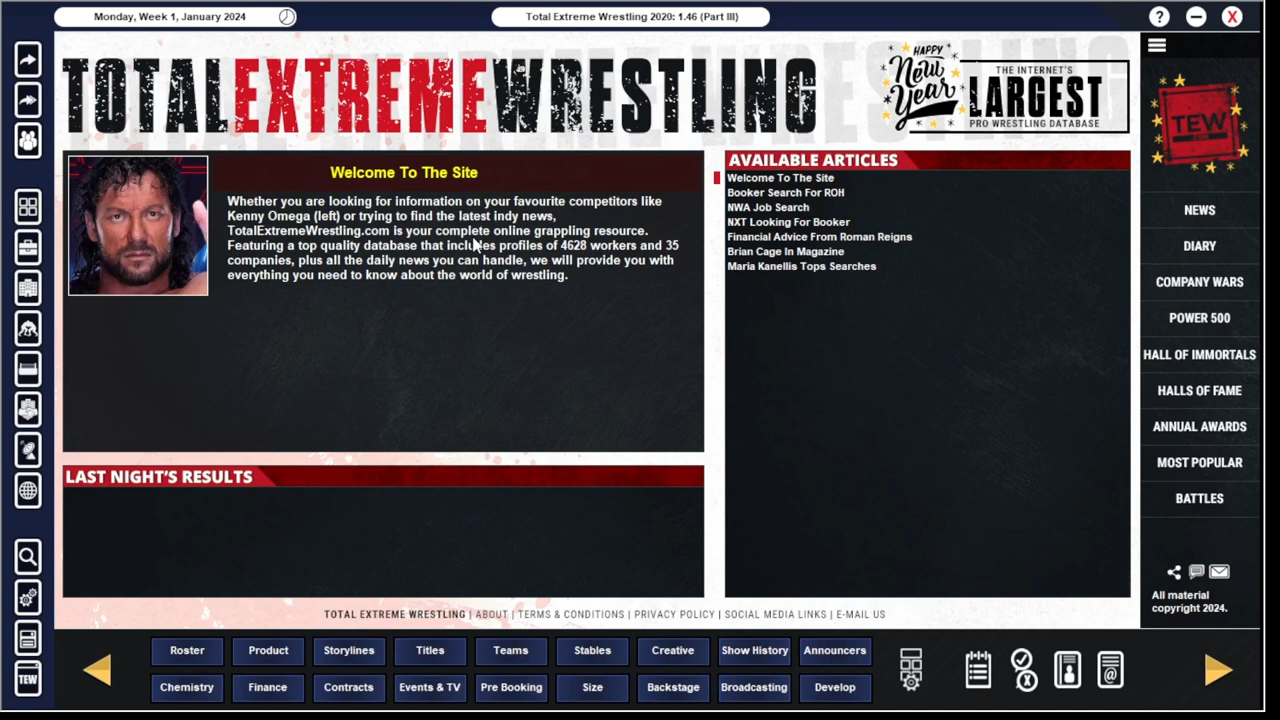 Monday, Week 1, January 2024
Total Extreme Wrestling 2020: 1.46 (Part III)
?
X
TOTALEXTREMEWRESTLING
HAPPY
New
Year
THE INTERNET'S
LARGEST
PRO WRESTLING DATABASE
TEW
.COM
Welcome To The Site
Whether you are looking for information on your favourite competitors like
Kenny Omega (left) or trying to find the latest indy news,
TotalExtremeWrestling.com is your complete online grappling resource.
Featuring a top quality database that includes profiles of 4628 workers and 35
companies, plus all the daily news you can handle, we will provide you with
everything you need to know about the world of wrestling.
AVAILABLE ARTICLES
Welcome To The Site
Booker Search For ROH
NWA Job Search
NXT Looking For Booker
Financial Advice From Roman Reigns
Brian Cage In Magazine
Maria Kanellis Tops Searches
LAST NIGHT'S RESULTS
NEWS
DIARY
COMPANY WARS
POWER 500
HALL OF IMMORTALS
HALLS OF FAME
ANNUAL AWARDS
MOST POPULAR
BATTLES
All material
copyright 2024.
TOTAL EXTREME WRESTLING | ABOUT | TERMS & CONDITIONS | PRIVACY POLICY | SOCIAL MEDIA LINKS | E-MAIL US
TEW
Roster
Product
Storylines
Titles
Teams
Stables
Creative
Show History
Announcers
Chemistry
Finance
Contracts
Events & TV
Pre Booking
Size
Backstage
Broadcasting
Develop